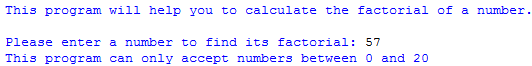 This program will help you to calculate the factorial of a number.
Please enter a number to find its factorial: 57
This program can only accept numbers between 0 and 20